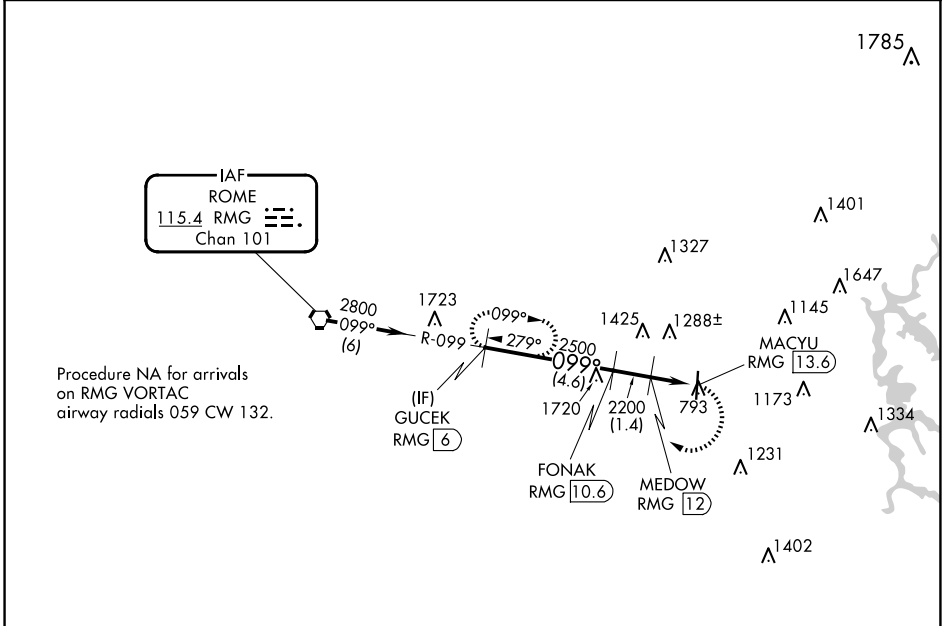 1785
IAF
ROME
115.4 RMG
Chan 101
1401
1327
1647
2800
099°
(6)
1723
R-099
099°
279°
2500
099°
(4.6)
1425
1288±
1145
MACYU
RMG 13.6
Procedure NA for arrivals
on RMG VORTAC
airway radials 059 CW 132.
(IF)
GUCEK
RMG 6
1720
2200
(1.4)
793
1173
1334
FONAK
RMG 10.6
MEDOW
RMG 12
1231
1402